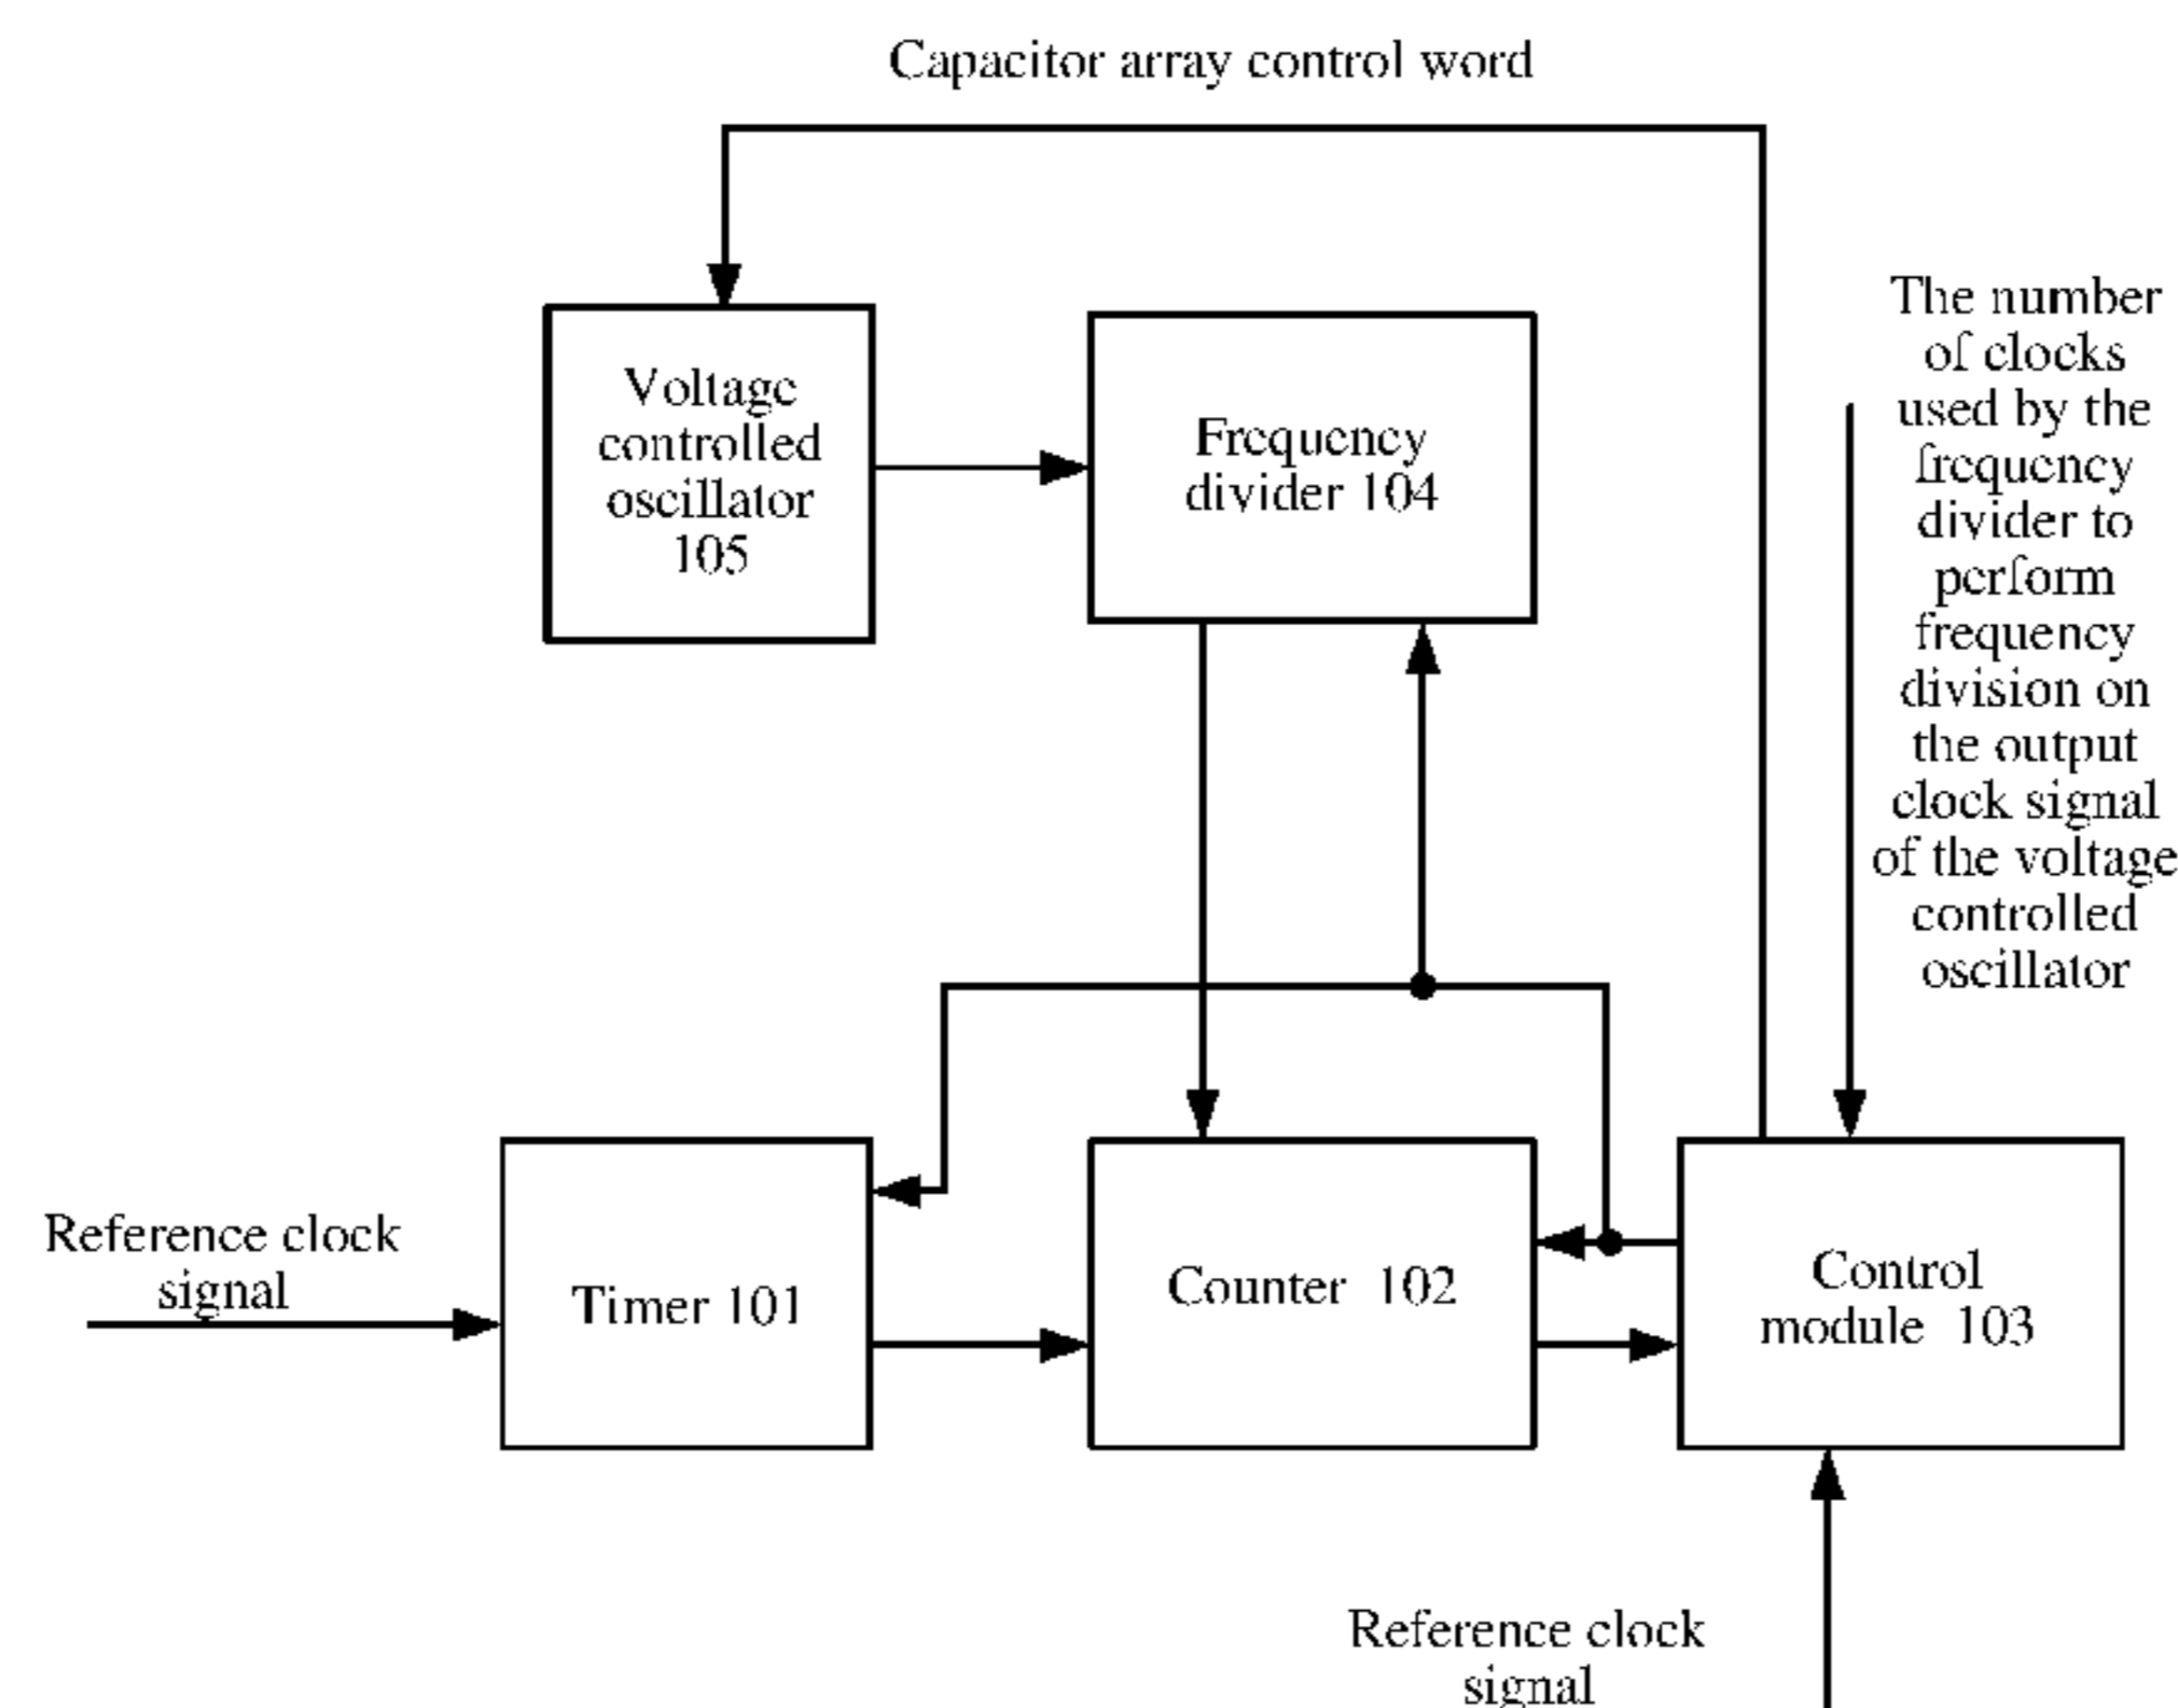 Capacitor array control word
Voltage
controlled
oscillator
105
Frequency
divider 104
The number
of clocks
used by the
frequency
divider to
perform
frequency
division on
the output
clock signal
of the voltage
controlled
oscillator
Reference clock
signal
Timer 101
Counter 102
Control
module 103
Reference clock
signal